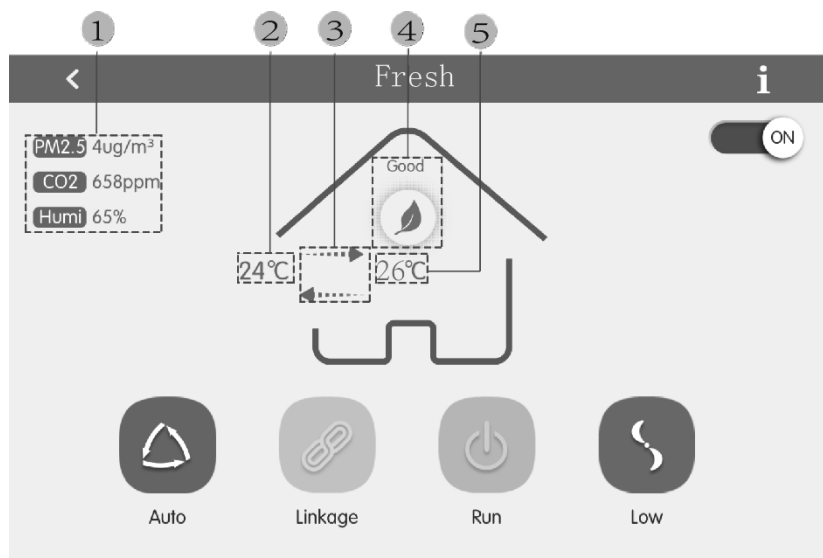 1 2 3 4 5
Fresh i
PM2.5 4ug/m³
ON
Good
CO2 658ppm
Humi 65%
24℃ 26℃
Auto Linkage Run Low